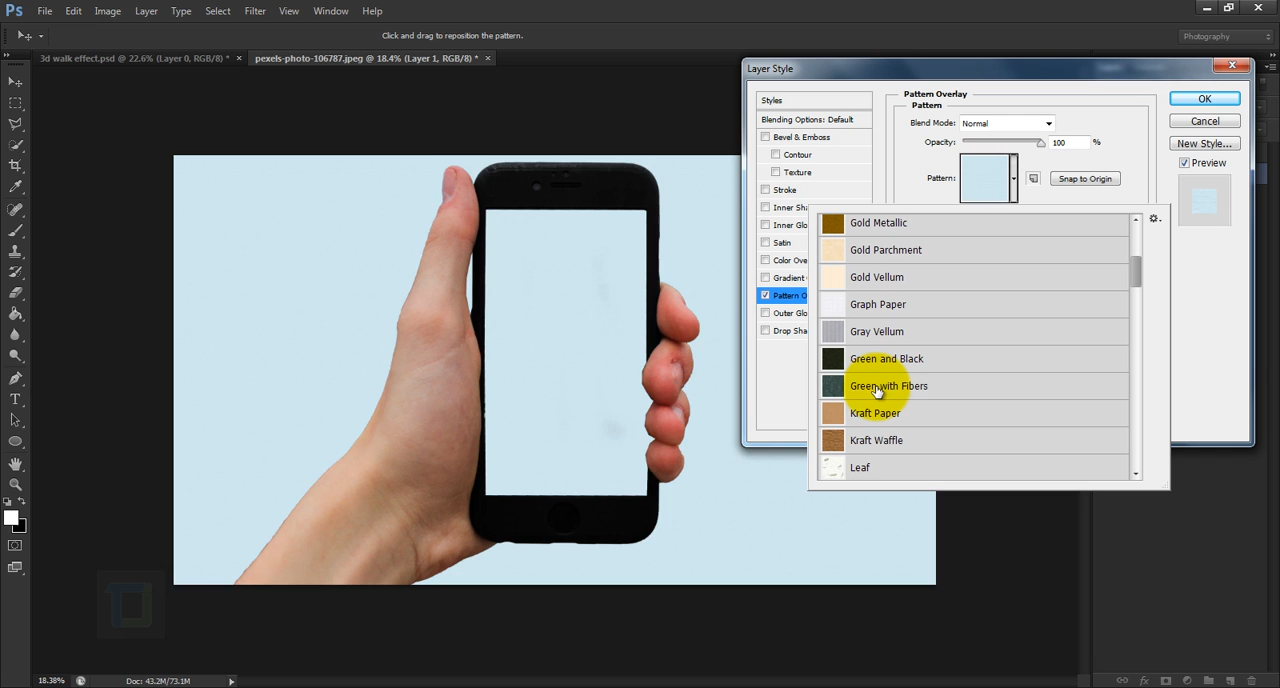 Ps File Edit Image Layer Type Select Filter View Window Help
Click and drag to reposition the pattern.
Photography
3d walk effect.psd @ 22.6% (Layer 0, RGB/8) * ×
pexels-photo-106787.jpeg @ 18.4% (Layer 1, RGB/8) * ×
Layer Style
Styles
Blending Options: Default
Bevel & Emboss
Contour
Texture
Stroke
Inner Sha
Inner Glo
Satin
Color Ove
Gradient
Pattern O
Outer Glo
Drop Sha
Pattern Overlay
Pattern
Blend Mode: Normal
Opacity: 100 %
Pattern: Snap to Origin
OK
Cancel
New Style...
Preview
Gold Metallic
Gold Parchment
Gold Vellum
Graph Paper
Gray Vellum
Green and Black
Green with Fibers
Kraft Paper
Kraft Waffle
Leaf
18.38% Doc: 43.2M/73.1M